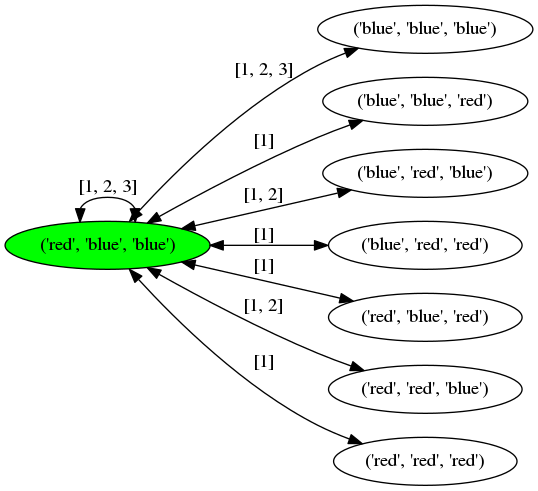 ('blue', 'blue', 'blue')
[1, 2, 3]
('blue', 'blue', 'red')
[1]
('blue', 'red', 'blue')
[1, 2, 3]
[1, 2]
[1]
('red', 'blue', 'blue')
('blue', 'red', 'red')
[1]
[1, 2]
('red', 'blue', 'red')
[1]
('red', 'red', 'blue')
('red', 'red', 'red')